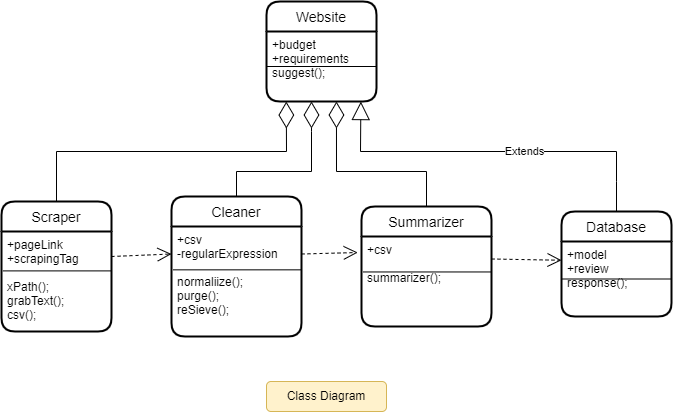 Website
+budget
+requirements
suggest();
Extends
Scraper
+pageLink
+scrapingTag
xPath();
grabText();
csv();
Cleaner
+csv
-regularExpression
normaliize();
purge();
reSieve();
Summarizer
+csv
summarizer();
Database
+model
+review
response();
Class Diagram